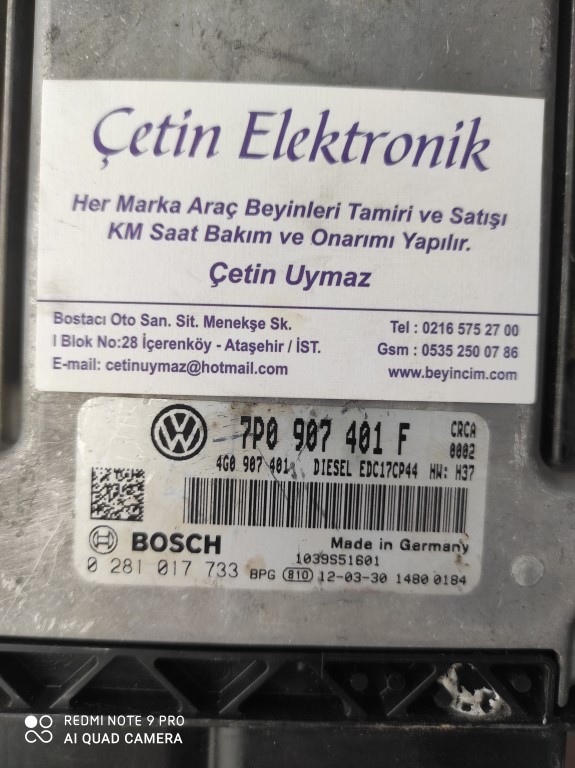 Çetin Elektronik
Her Marka Araç Beyinleri Tamiri ve Satışı
KM Saat Bakım ve Onarımı Yapılır.
Çetin Uymaz
Bostacı Oto San. Sit. Menekşe Sk.
I Blok No:28 İçerenköy - Ataşehir / İST.
E-mail: cetinuymaz@hotmail.com
Tel : 0216 575 27 00
Gsm : 0535 250 07 86
www.beyincim.com
7P0 907 401 F
CRCA
0002
4G0 907 401 DIESEL EDC17CP44 HW: H37
BOSCH
Made in Germany
1039S51601
0 281 017 733 BPG 810 12-03-30 1480 0184
REDMI NOTE 9 PRO
AI QUAD CAMERA